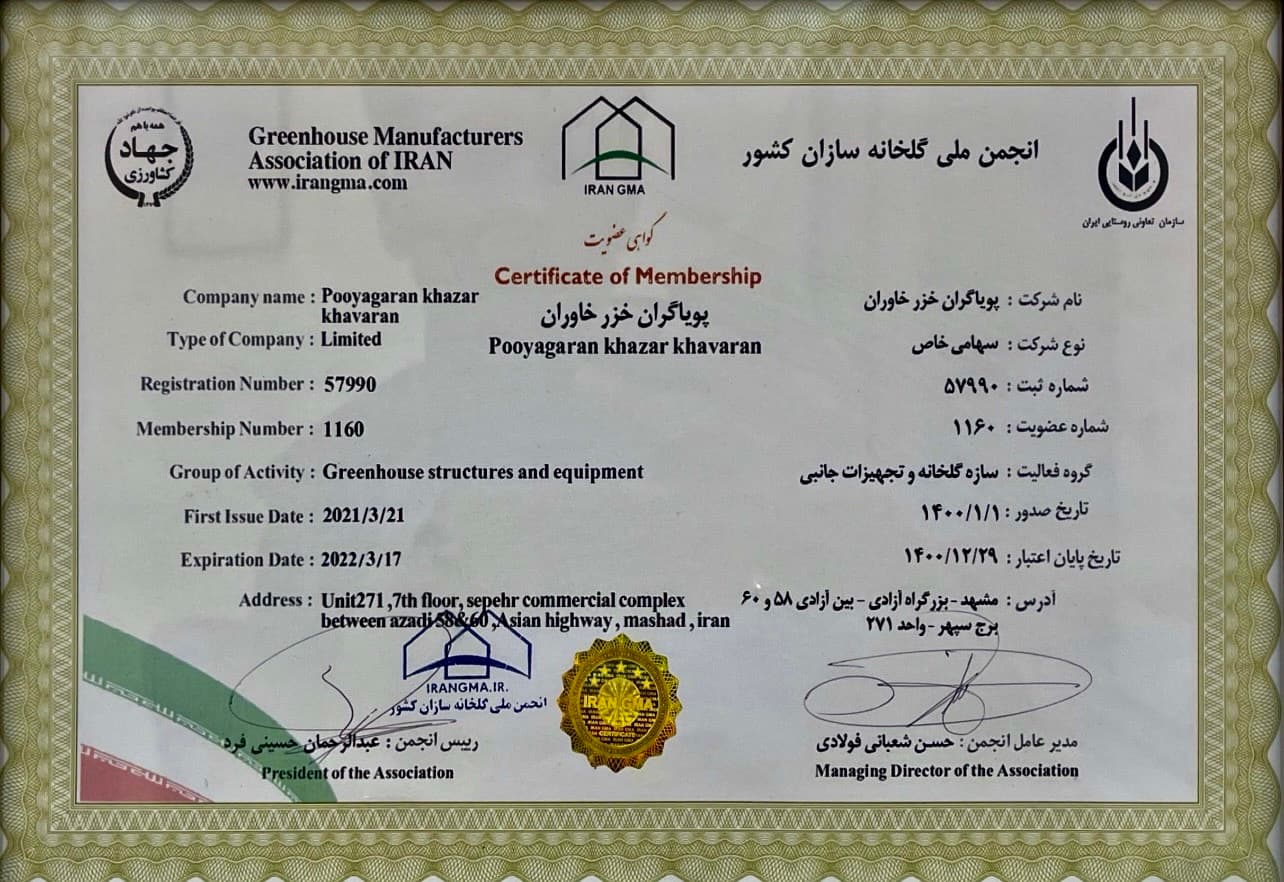 همه با هم
جهاد
کشاورزی
Greenhouse Manufacturers
Association of IRAN
www.irangma.com
IRAN GMA
انجمن ملی گلخانه سازان کشور
سازمان تعاونی روستایی ایران
گواهی عضویت
Certificate of Membership
پویاگران خزر خاوران
Pooyagaran khazar khavaran
Company name : Pooyagaran khazar
khavaran
Type of Company : Limited
Registration Number : 57990
Membership Number : 1160
Group of Activity : Greenhouse structures and equipment
First Issue Date : 2021/3/21
Expiration Date : 2022/3/17
Address : Unit271 ,7th floor, sepehr commercial complex
between azadi 58&60 ,Asian highway , mashad , iran
نام شرکت : پویاگران خزر خاوران
نوع شرکت : سهامی خاص
شماره ثبت : ۵۷۹۹۰
شماره عضویت : ۱۱۶۰
گروه فعالیت : سازه گلخانه و تجهیزات جانبی
تاریخ صدور : ۱۴۰۰/۱/۱
تاریخ پایان اعتبار : ۱۴۰۰/۱۲/۲۹
آدرس : مشهد - بزرگراه آزادی - بین آزادی ۵۸ و ۶۰
برج سپهر - واحد ۲۷۱
IRANGMA.IR.
انجمن ملی گلخانه سازان کشور
رییس انجمن : عبدالرحمان حسینی فرد
President of the Association
IRAN GMA
CERTIFICATE
مدیر عامل انجمن : حسن شعبانی فولادی
Managing Director of the Association